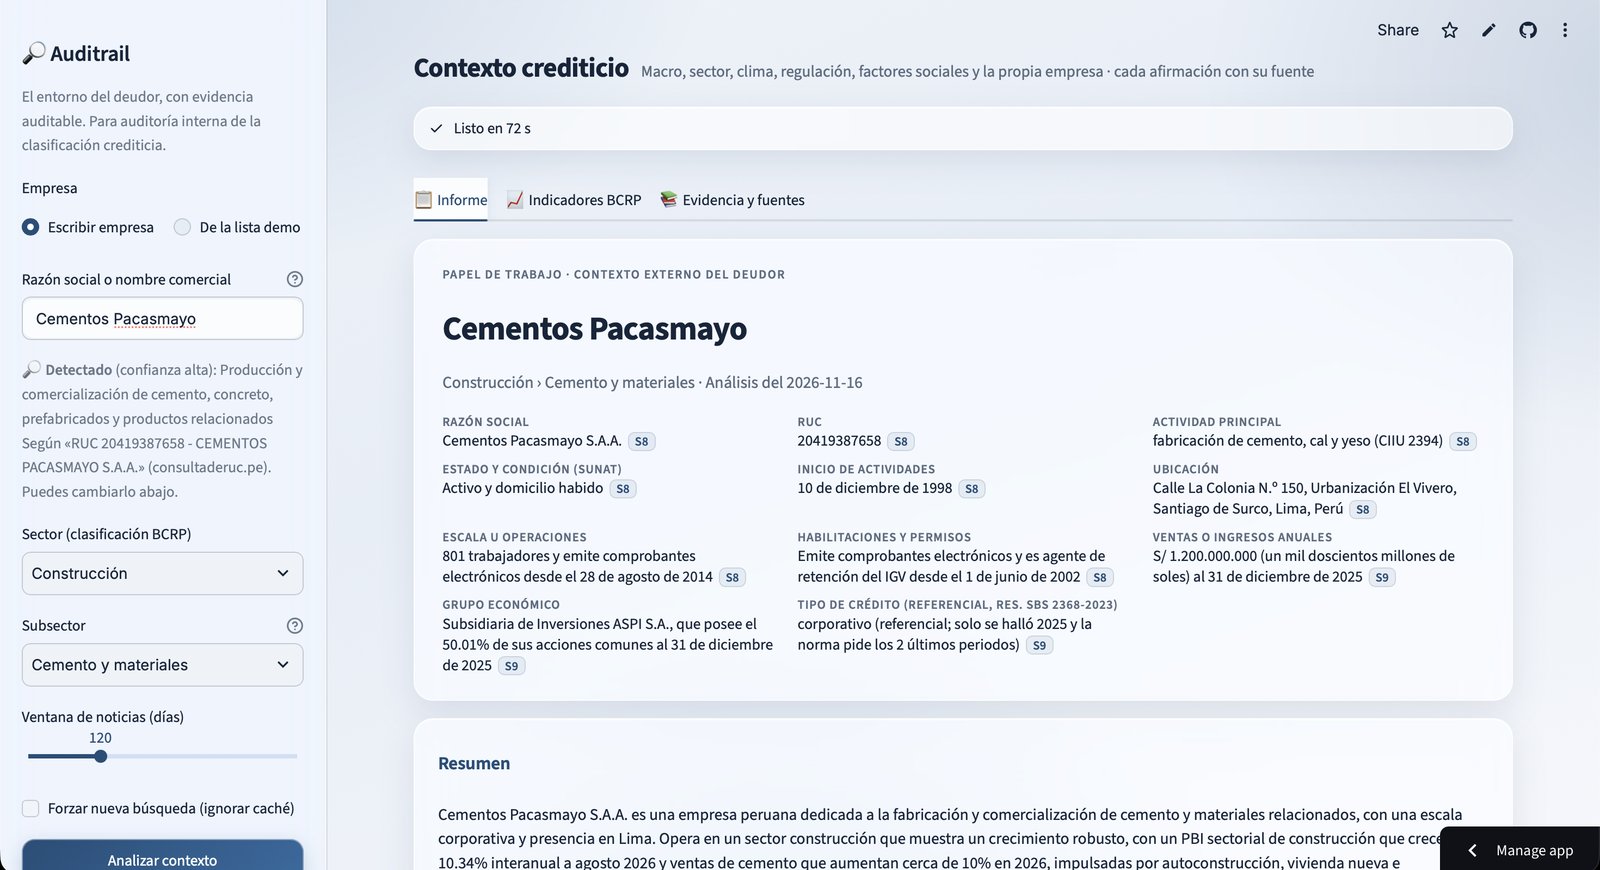 Auditrail
El entorno del deudor, con evidencia
auditable. Para auditoría interna de la
clasificación crediticia.
Empresa
Escribir empresa
De la lista demo
Razón social o nombre comercial
Cementos Pacasmayo
Detectado (confianza alta): Producción y
comercialización de cemento, concreto,
prefabricados y productos relacionados
Según «RUC 20419387658 - CEMENTOS
PACASMAYO S.A.A.» (consultaderuc.pe).
Puedes cambiarlo abajo.
Sector (clasificación BCRP)
Construcción
Subsector
Cemento y materiales
Ventana de noticias (días)
120
Forzar nueva búsqueda (ignorar caché)
Analizar contexto
Share
Contexto crediticio Macro, sector, clima, regulación, factores sociales y la propia empresa · cada afirmación con su fuente
Listo en 72 s
Informe
Indicadores BCRP
Evidencia y fuentes
PAPEL DE TRABAJO · CONTEXTO EXTERNO DEL DEUDOR
Cementos Pacasmayo
Construcción › Cemento y materiales · Análisis del 2026-11-16
RAZÓN SOCIAL
Cementos Pacasmayo S.A.A. S8
RUC
20419387658 S8
ACTIVIDAD PRINCIPAL
fabricación de cemento, cal y yeso (CIIU 2394) S8
ESTADO Y CONDICIÓN (SUNAT)
Activo y domicilio habido S8
INICIO DE ACTIVIDADES
10 de diciembre de 1998 S8
UBICACIÓN
Calle La Colonia N.º 150, Urbanización El Vivero,
Santiago de Surco, Lima, Perú S8
ESCALA U OPERACIONES
801 trabajadores y emite comprobantes
electrónicos desde el 28 de agosto de 2014 S8
HABILITACIONES Y PERMISOS
Emite comprobantes electrónicos y es agente de
retención del IGV desde el 1 de junio de 2002 S8
VENTAS O INGRESOS ANUALES
S/ 1.200.000.000 (un mil doscientos millones de
soles) al 31 de diciembre de 2025 S9
GRUPO ECONÓMICO
Subsidiaria de Inversiones ASPI S.A., que posee el
50.01% de sus acciones comunes al 31 de diciembre
de 2025 S9
TIPO DE CRÉDITO (REFERENCIAL, RES. SBS 2368-2023)
corporativo (referencial; solo se halló 2025 y la
norma pide los 2 últimos periodos) S9
Resumen
Cementos Pacasmayo S.A.A. es una empresa peruana dedicada a la fabricación y comercialización de cemento y materiales relacionados, con una escala
corporativa y presencia en Lima. Opera en un sector construcción que muestra un crecimiento robusto, con un PBI sectorial de construcción que crece
10.34% interanual a agosto 2026 y ventas de cemento que aumentan cerca de 10% en 2026, impulsadas por autoconstrucción, vivienda nueva e
Manage app